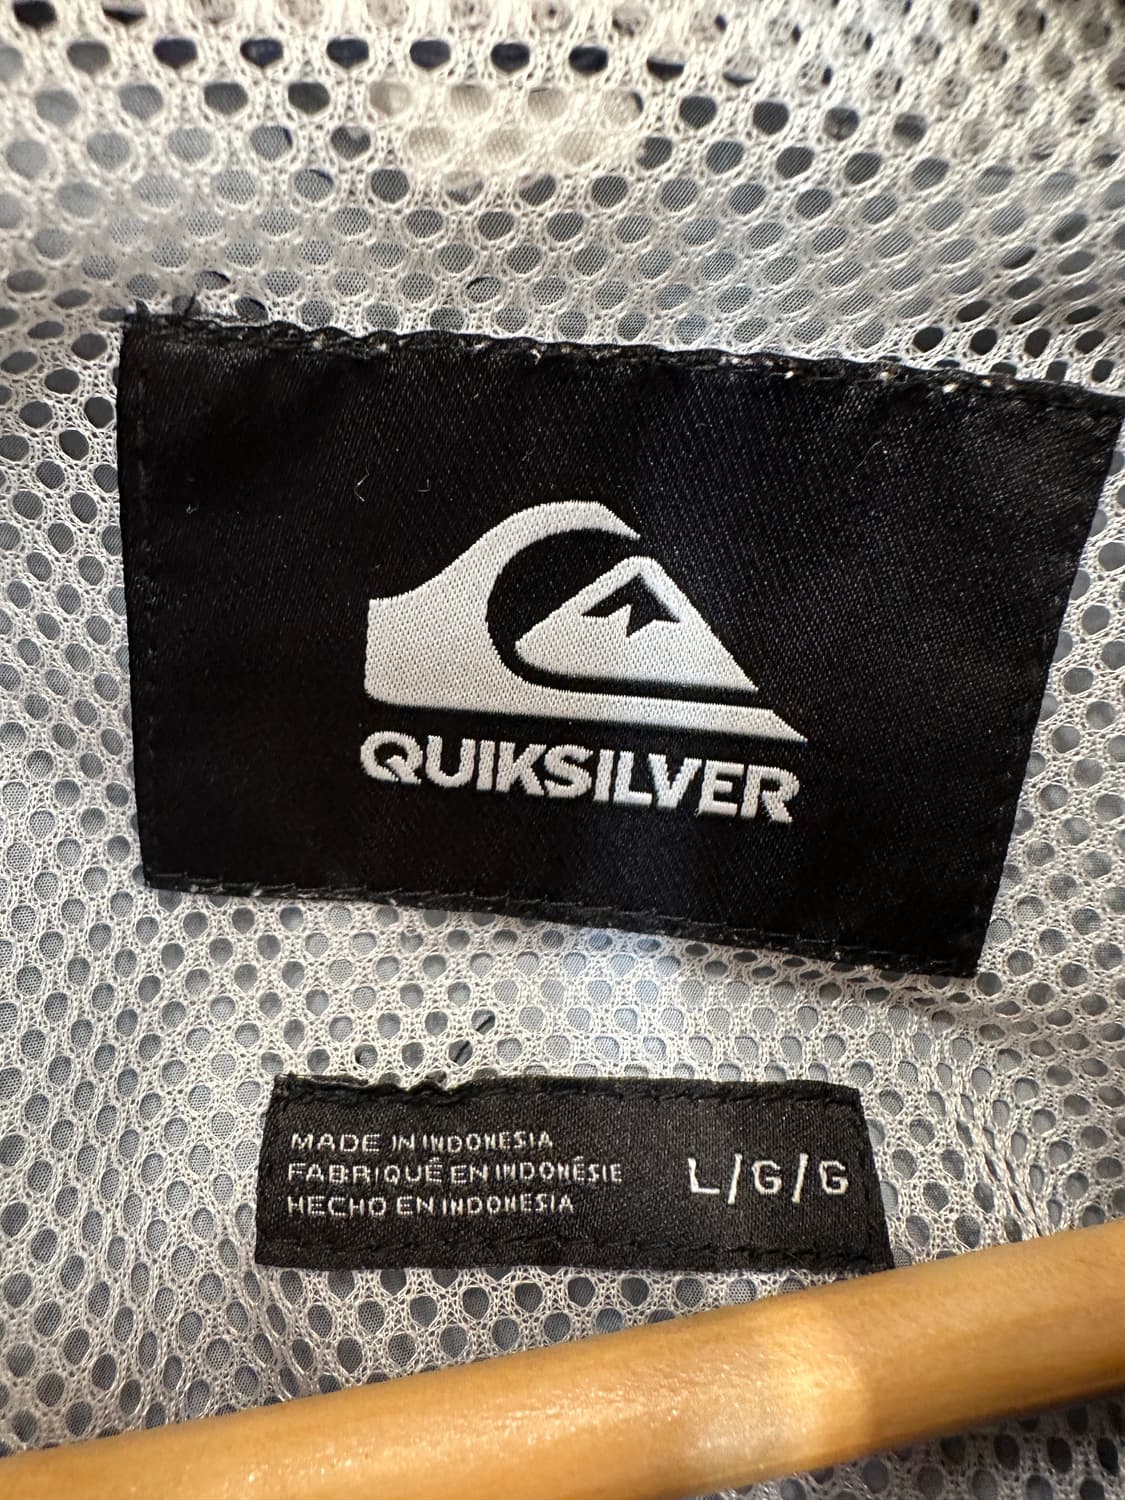 QUIKSILVER
MADE IN INDONESIA
FABRIQUÉ EN INDONÉSIE
HECHO EN INDONESIA
L/G/G